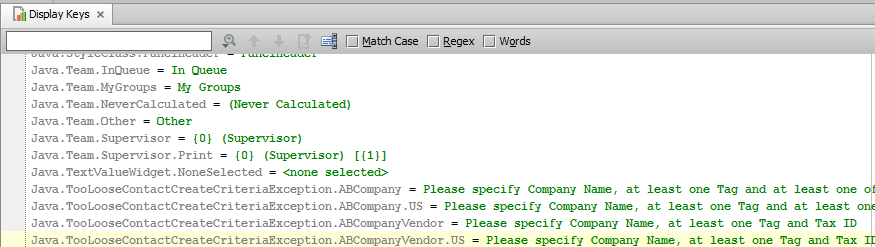 Display Keys
Match Case Regex Words
Java.StyleClass.PanelHeader = PanelHeader
Java.Team.InQueue = In Queue
Java.Team.MyGroups = My Groups
Java.Team.NeverCalculated = (Never Calculated)
Java.Team.Other = Other
Java.Team.Supervisor = {0} (Supervisor)
Java.Team.Supervisor.Print = {0} (Supervisor) [{1}]
Java.TextValueWidget.NoneSelected = <none selected>
Java.TooLooseContactCreateCriteriaException.ABCompany = Please specify Company Name, at least one Tag and at least one of
Java.TooLooseContactCreateCriteriaException.ABCompany.US = Please specify Company Name, at least one Tag and at least one
Java.TooLooseContactCreateCriteriaException.ABCompanyVendor = Please specify Company Name, at least one Tag and Tax ID
Java.TooLooseContactCreateCriteriaException.ABCompanyVendor.US = Please specify Company Name, at least one Tag and Tax ID